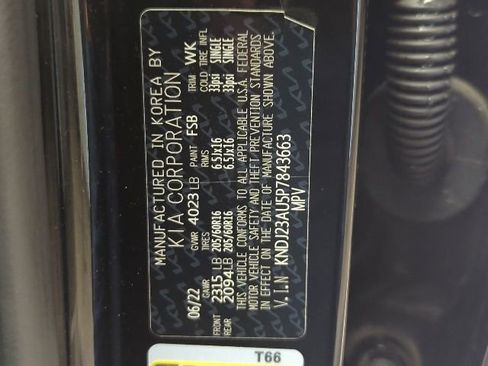 MANUFACTURED IN KOREA BY
KIA CORPORATION
06/22 GVWR 4023 LB PAINT FSB TRIM WK
GAWR TIRES RIMS COLD TIRE INFL
FRONT 2315 LB 205/60R16 6.5Jx16 33psi SINGLE
REAR 2094 LB 205/60R16 6.5Jx16 33psi SINGLE
THIS VEHICLE CONFORMS TO ALL APPLICABLE U.S.A. FEDERAL
MOTOR VEHICLE SAFETY AND THEFT PREVENTION STANDARDS
IN EFFECT ON THE DATE OF MANUFACTURE SHOWN ABOVE.
V.I.N KNDJ23AU5P7843663
MPV
T66